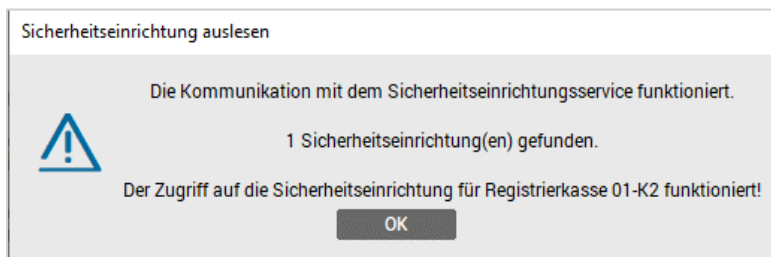 Sicherheitseinrichtung auslesen
Die Kommunikation mit dem Sicherheitseinrichtungsservice funktioniert.
1 Sicherheitseinrichtung(en) gefunden.
Der Zugriff auf die Sicherheitseinrichtung für Registrierkasse 01-K2 funktioniert!
OK